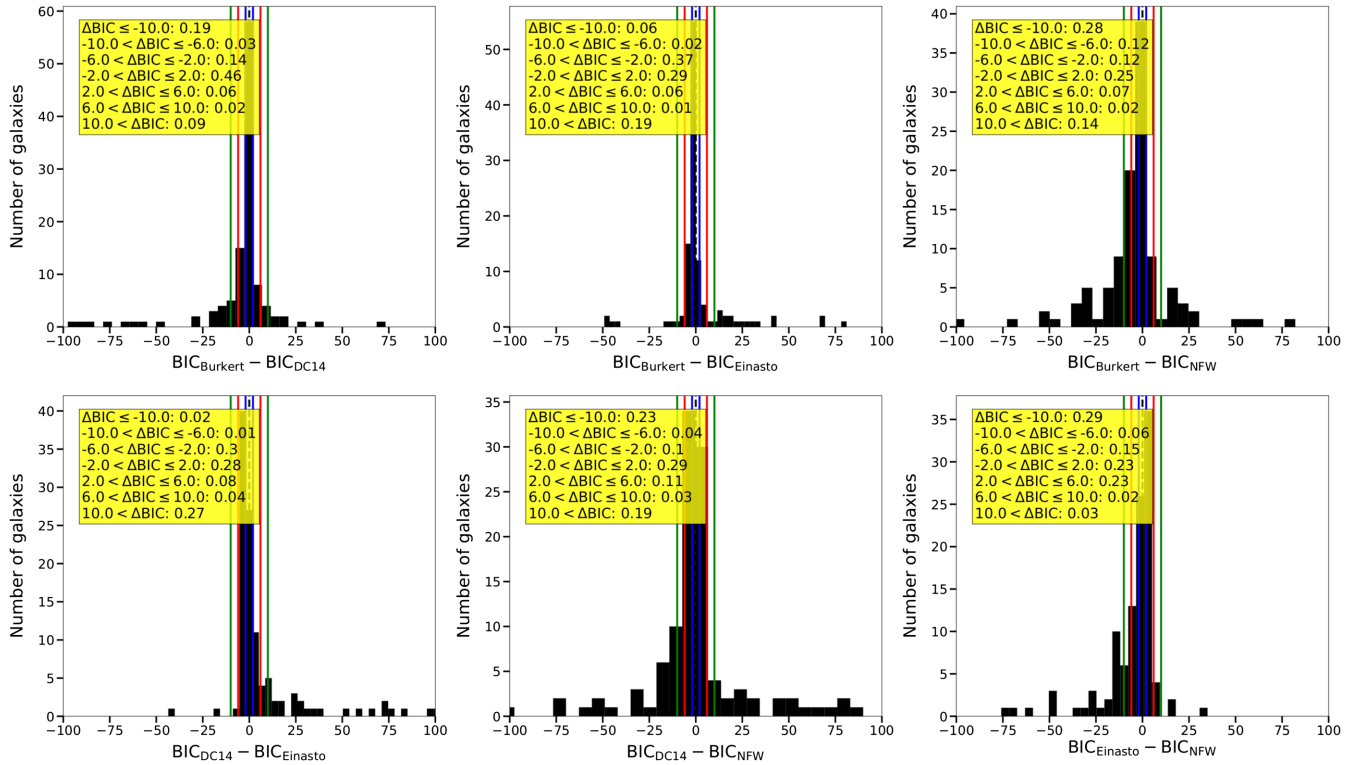 60
50
40
30
20
10
0
Number of galaxies
ΔBIC ≤ -10.0: 0.19
-10.0 < ΔBIC ≤ -6.0: 0.03
-6.0 < ΔBIC ≤ -2.0: 0.14
-2.0 < ΔBIC ≤ 2.0: 0.46
2.0 < ΔBIC ≤ 6.0: 0.06
6.0 < ΔBIC ≤ 10.0: 0.02
10.0 < ΔBIC: 0.09
−100 −75 −50 −25 0 25 50 75 100
BIC_Burkert − BIC_DC14
50
40
30
20
10
0
Number of galaxies
ΔBIC ≤ -10.0: 0.06
-10.0 < ΔBIC ≤ -6.0: 0.02
-6.0 < ΔBIC ≤ -2.0: 0.37
-2.0 < ΔBIC ≤ 2.0: 0.29
2.0 < ΔBIC ≤ 6.0: 0.06
6.0 < ΔBIC ≤ 10.0: 0.01
10.0 < ΔBIC: 0.19
−100 −75 −50 −25 0 25 50 75 100
BIC_Burkert − BIC_Einasto
40
35
30
25
20
15
10
5
0
Number of galaxies
ΔBIC ≤ -10.0: 0.28
-10.0 < ΔBIC ≤ -6.0: 0.12
-6.0 < ΔBIC ≤ -2.0: 0.12
-2.0 < ΔBIC ≤ 2.0: 0.25
2.0 < ΔBIC ≤ 6.0: 0.07
6.0 < ΔBIC ≤ 10.0: 0.02
10.0 < ΔBIC: 0.14
−100 −75 −50 −25 0 25 50 75 100
BIC_Burkert − BIC_NFW
40
35
30
25
20
15
10
5
0
Number of galaxies
ΔBIC ≤ -10.0: 0.02
-10.0 < ΔBIC ≤ -6.0: 0.01
-6.0 < ΔBIC ≤ -2.0: 0.3
-2.0 < ΔBIC ≤ 2.0: 0.28
2.0 < ΔBIC ≤ 6.0: 0.08
6.0 < ΔBIC ≤ 10.0: 0.04
10.0 < ΔBIC: 0.27
−100 −75 −50 −25 0 25 50 75 100
BIC_DC14 − BIC_Einasto
35
30
25
20
15
10
5
0
Number of galaxies
ΔBIC ≤ -10.0: 0.23
-10.0 < ΔBIC ≤ -6.0: 0.04
-6.0 < ΔBIC ≤ -2.0: 0.1
-2.0 < ΔBIC ≤ 2.0: 0.29
2.0 < ΔBIC ≤ 6.0: 0.11
6.0 < ΔBIC ≤ 10.0: 0.03
10.0 < ΔBIC: 0.19
−100 −75 −50 −25 0 25 50 75 100
BIC_DC14 − BIC_NFW
35
30
25
20
15
10
5
0
Number of galaxies
ΔBIC ≤ -10.0: 0.29
-10.0 < ΔBIC ≤ -6.0: 0.06
-6.0 < ΔBIC ≤ -2.0: 0.15
-2.0 < ΔBIC ≤ 2.0: 0.23
2.0 < ΔBIC ≤ 6.0: 0.23
6.0 < ΔBIC ≤ 10.0: 0.02
10.0 < ΔBIC: 0.03
−100 −75 −50 −25 0 25 50 75 100
BIC_Einasto − BIC_NFW